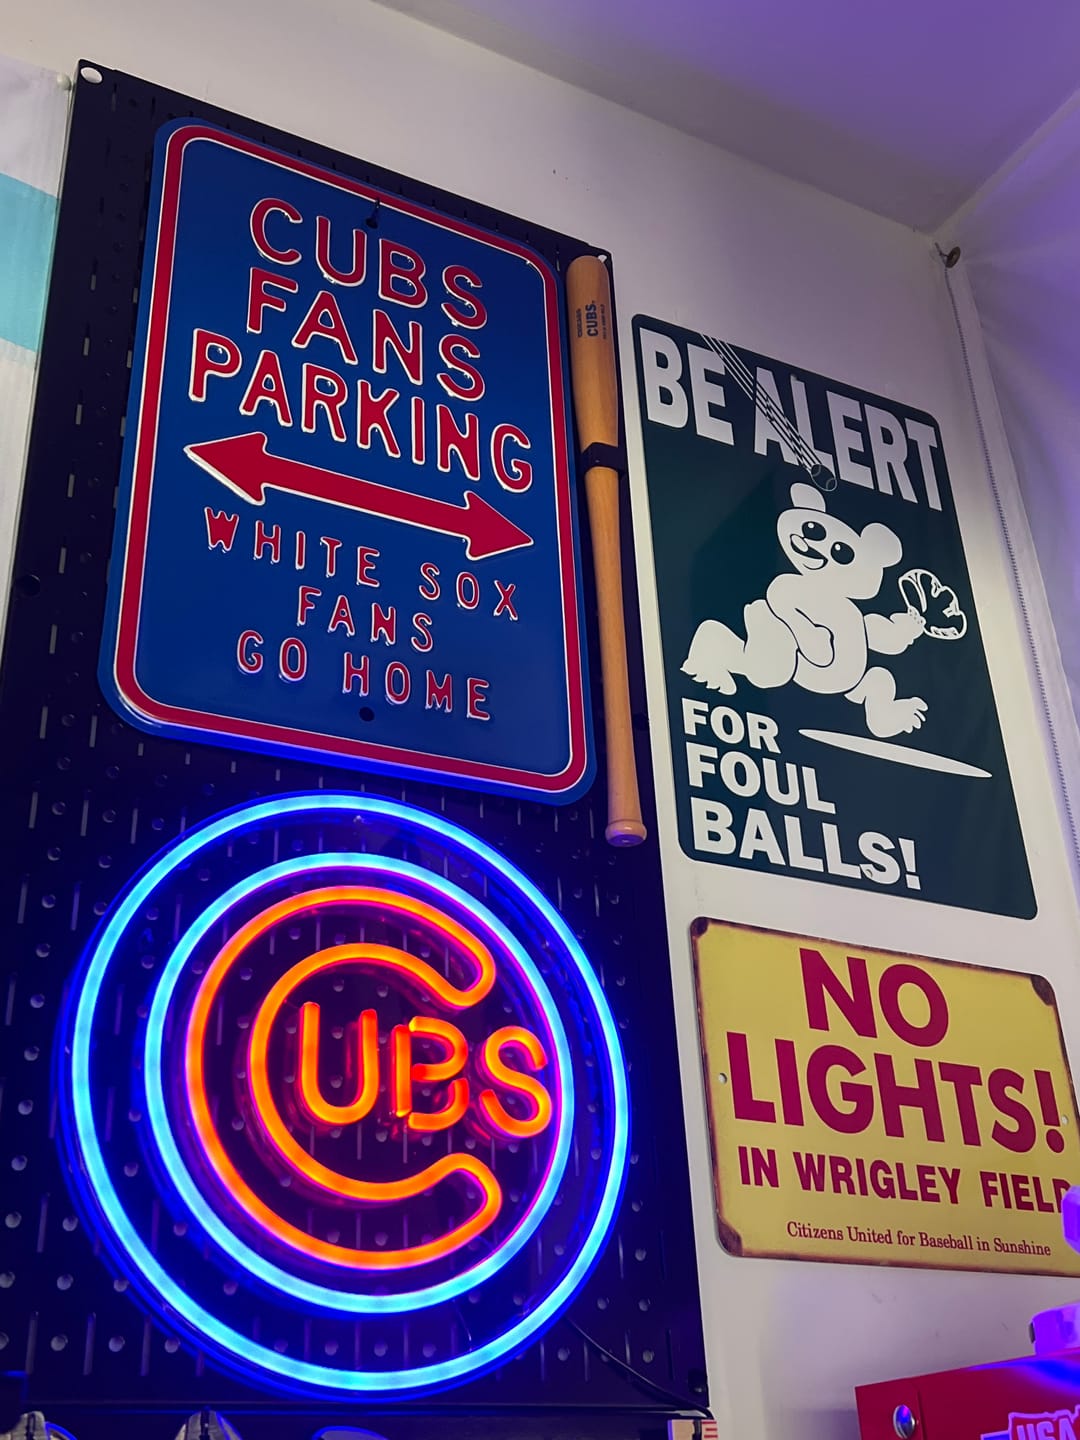 CUBS
FANS
PARKING
WHITE SOX
FANS
GO HOME
CUBS
BE ALERT
FOR
FOUL
BALLS!
CUBS
NO
LIGHTS!
IN WRIGLEY FIELD
Citizens United for Baseball in Sunshine
USA